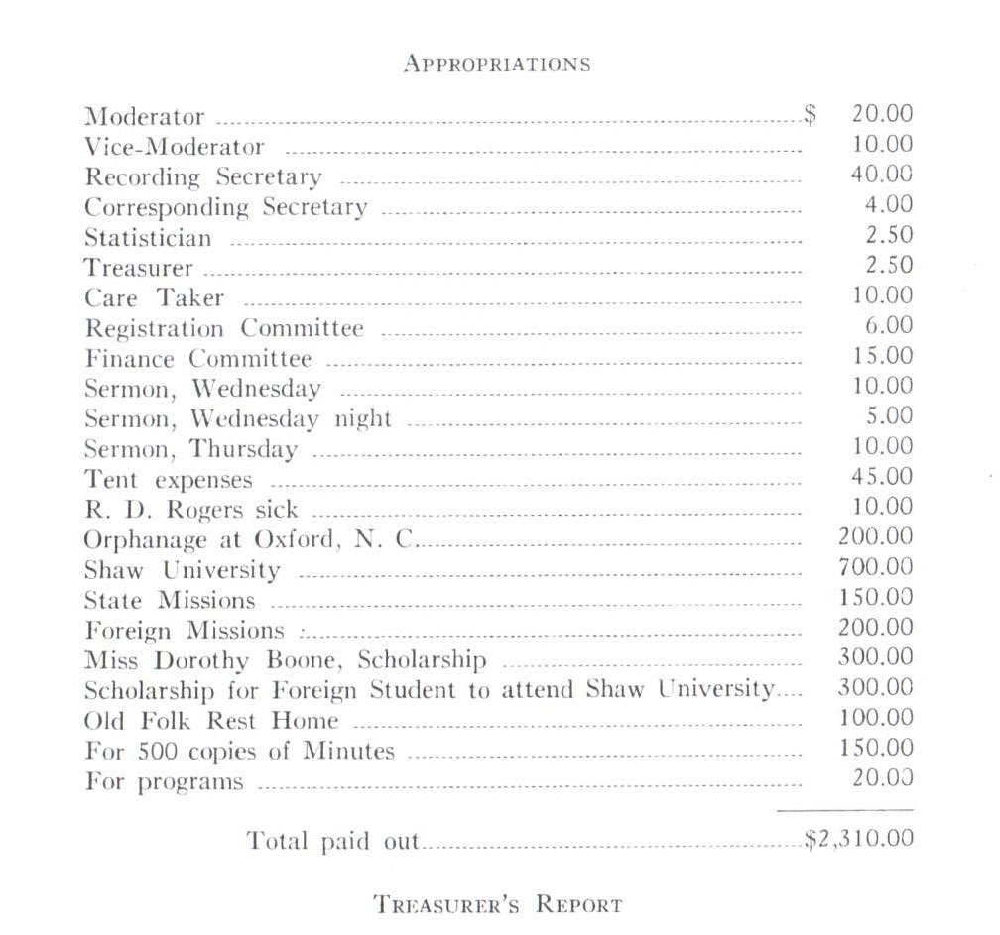 APPROPRIATIONS
Moderator ........ $ 20.00
Vice-Moderator ........ 10.00
Recording Secretary ........ 40.00
Corresponding Secretary ........ 4.00
Statistician ........ 2.50
Treasurer ........ 2.50
Care Taker ........ 10.00
Registration Committee ........ 6.00
Finance Committee ........ 15.00
Sermon, Wednesday ........ 10.00
Sermon, Wednesday night ........ 5.00
Sermon, Thursday ........ 10.00
Tent expenses ........ 45.00
R. D. Rogers sick ........ 10.00
Orphanage at Oxford, N. C. ........ 200.00
Shaw University ........ 700.00
State Missions ........ 150.00
Foreign Missions ........ 200.00
Miss Dorothy Boone, Scholarship ........ 300.00
Scholarship for Foreign Student to attend Shaw University.... 300.00
Old Folk Rest Home ........ 100.00
For 500 copies of Minutes ........ 150.00
For programs ........ 20.00
Total paid out ........ $2,310.00
TREASURER'S REPORT